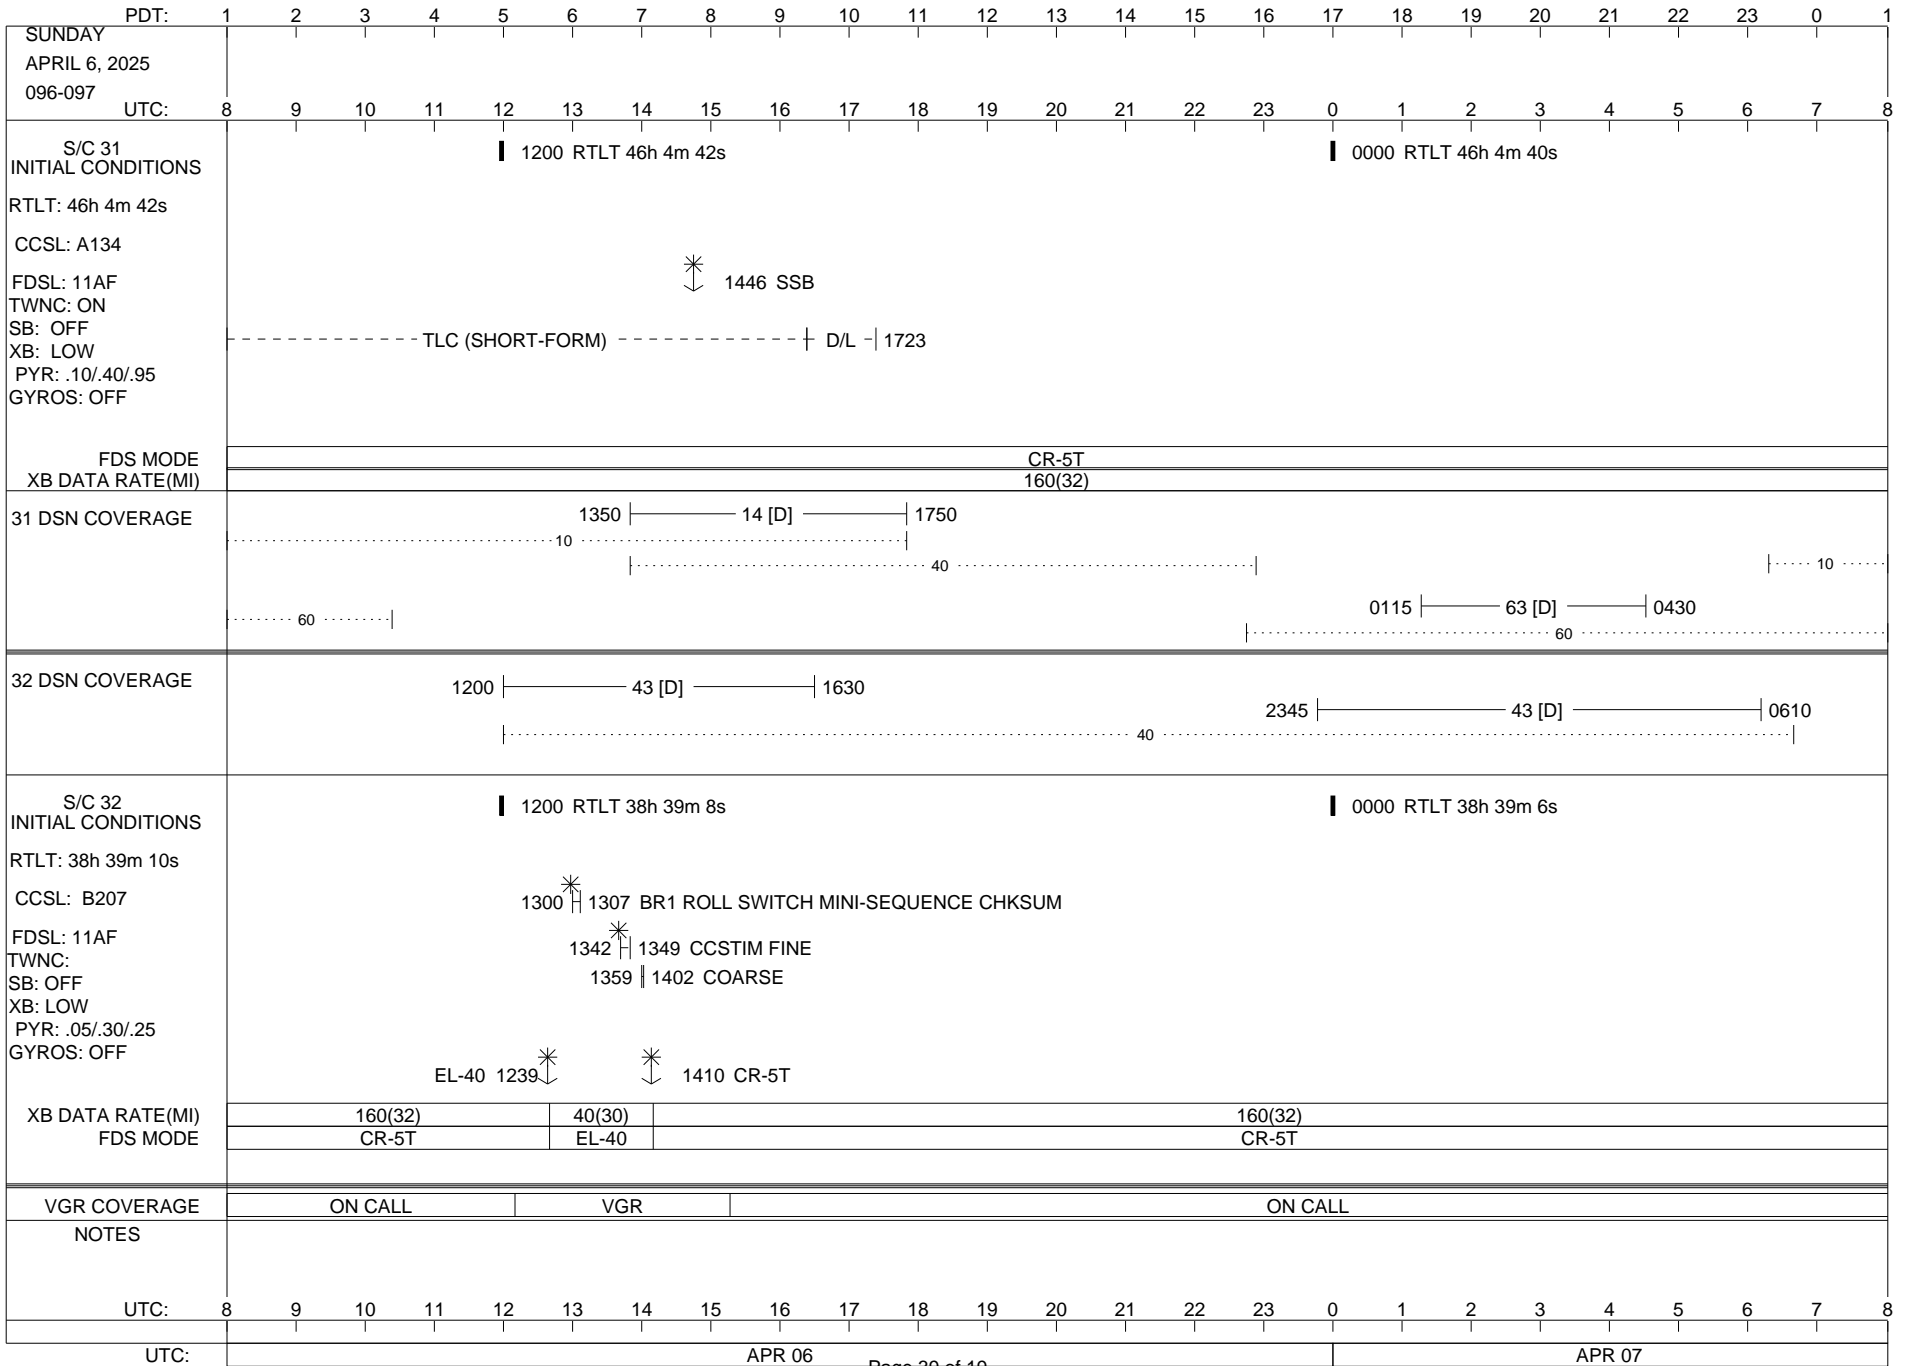 PDT: 1 2 3 4 5 6 7 8 9 10 11 12 13 14 15 16 17 18 19 20 21 22 23 0 1
SUNDAY
APRIL 6, 2025
096-097
UTC: 8 9 10 11 12 13 14 15 16 17 18 19 20 21 22 23 0 1 2 3 4 5 6 7 8
S/C 31
INITIAL CONDITIONS
1200 RTLT 46h 4m 42s
0000 RTLT 46h 4m 40s
RTLT: 46h 4m 42s
CCSL: A134
FDSL: 11AF
1446 SSB
TWNC: ON
SB: OFF
TLC (SHORT-FORM) D/L 1723
XB: LOW
PYR: .10/.40/.95
GYROS: OFF
FDS MODE CR-5T
XB DATA RATE(MI) 160(32)
31 DSN COVERAGE 1350 14 [D] 1750
10
40 10
0115 63 [D] 0430
60
60
32 DSN COVERAGE 1200 43 [D] 1630
2345 43 [D] 0610
40
S/C 32
INITIAL CONDITIONS
1200 RTLT 38h 39m 8s
0000 RTLT 38h 39m 6s
RTLT: 38h 39m 10s
CCSL: B207
1300 1307 BR1 ROLL SWITCH MINI-SEQUENCE CHKSUM
FDSL: 11AF
1342 1349 CCSTIM FINE
TWNC:
1359 1402 COARSE
SB: OFF
XB: LOW
PYR: .05/.30/.25
GYROS: OFF
EL-40 1239 1410 CR-5T
XB DATA RATE(MI) 160(32) 40(30) 160(32)
FDS MODE CR-5T EL-40 CR-5T
VGR COVERAGE ON CALL VGR ON CALL
NOTES
UTC: 8 9 10 11 12 13 14 15 16 17 18 19 20 21 22 23 0 1 2 3 4 5 6 7 8
UTC: APR 06 APR 07